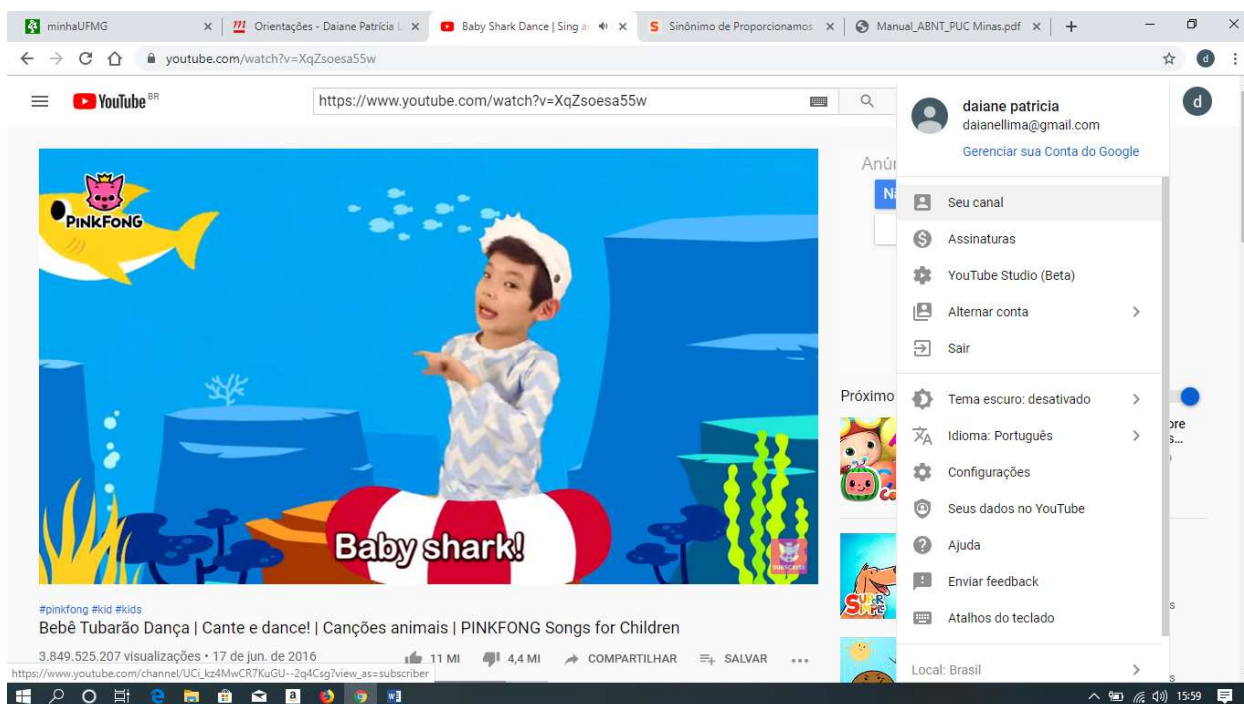 minhaUFMG
Orientações - Daiane Patrícia L
Baby Shark Dance | Sing a
Sinônimo de Proporcionamos
Manual_ABNT_PUC Minas.pdf
youtube.com/watch?v=XqZsoesa55w
d
YouTube BR
https://www.youtube.com/watch?v=XqZsoesa55w
d
daiane patricia
daianellima@gmail.com
Gerenciar sua Conta do Google
PINKFONG
Seu canal
Assinaturas
YouTube Studio (Beta)
Alternar conta
Sair
Próximo
Tema escuro: desativado
Idioma: Português
Configurações
Seus dados no YouTube
Ajuda
Enviar feedback
Atalhos do teclado
Local: Brasil
Baby shark!
SUBSCRIBE
SUPER
SIMPLE
#pinkfong #kid #kids
Bebê Tubarão Dança | Cante e dance! | Canções animais | PINKFONG Songs for Children
3.849.525.207 visualizações • 17 de jun. de 2016
11 MI 4,4 MI COMPARTILHAR SALVAR
https://www.youtube.com/channel/UCi_kz4MwCR7KuGU--2q4Csg?view_as=subscriber
15:59